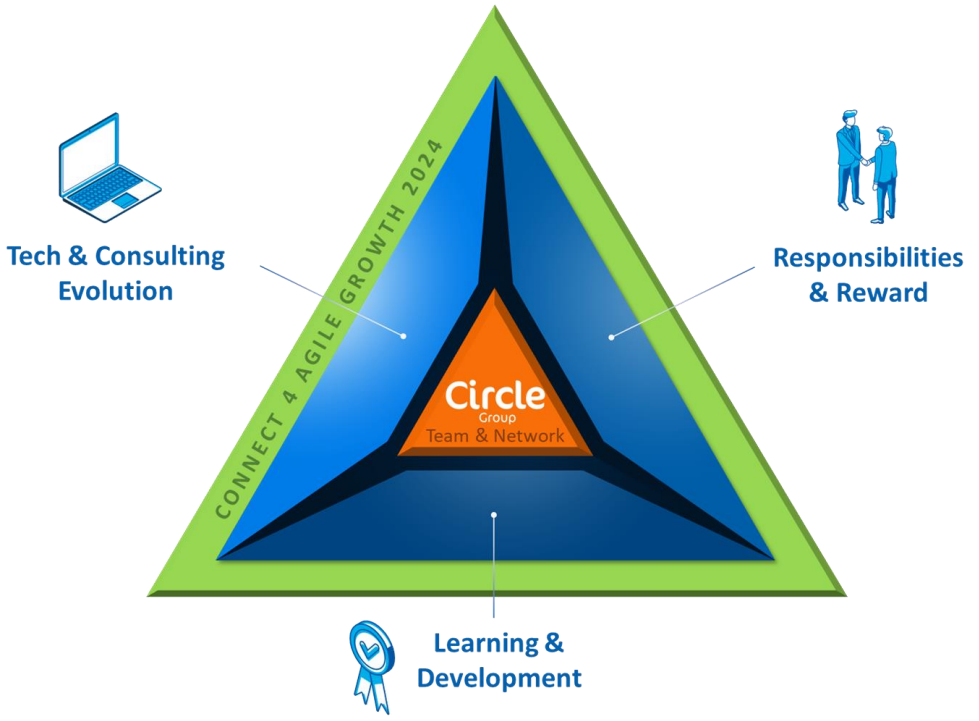 CONNECT 4 AGILE GROWTH 2024
Tech & Consulting
Evolution
Responsibilities
& Reward
Circle
Group
Team & Network
Learning &
Development